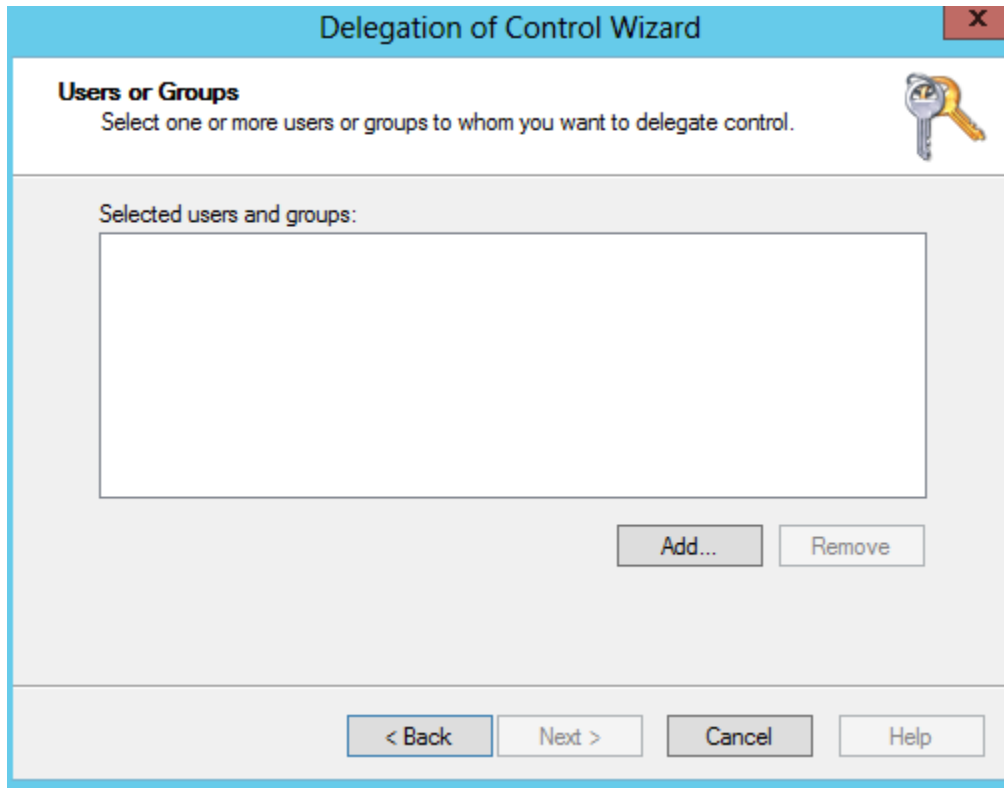 Delegation of Control Wizard
x
Users or Groups
Select one or more users or groups to whom you want to delegate control.
Selected users and groups:
Add...
Remove
< Back
Next >
Cancel
Help